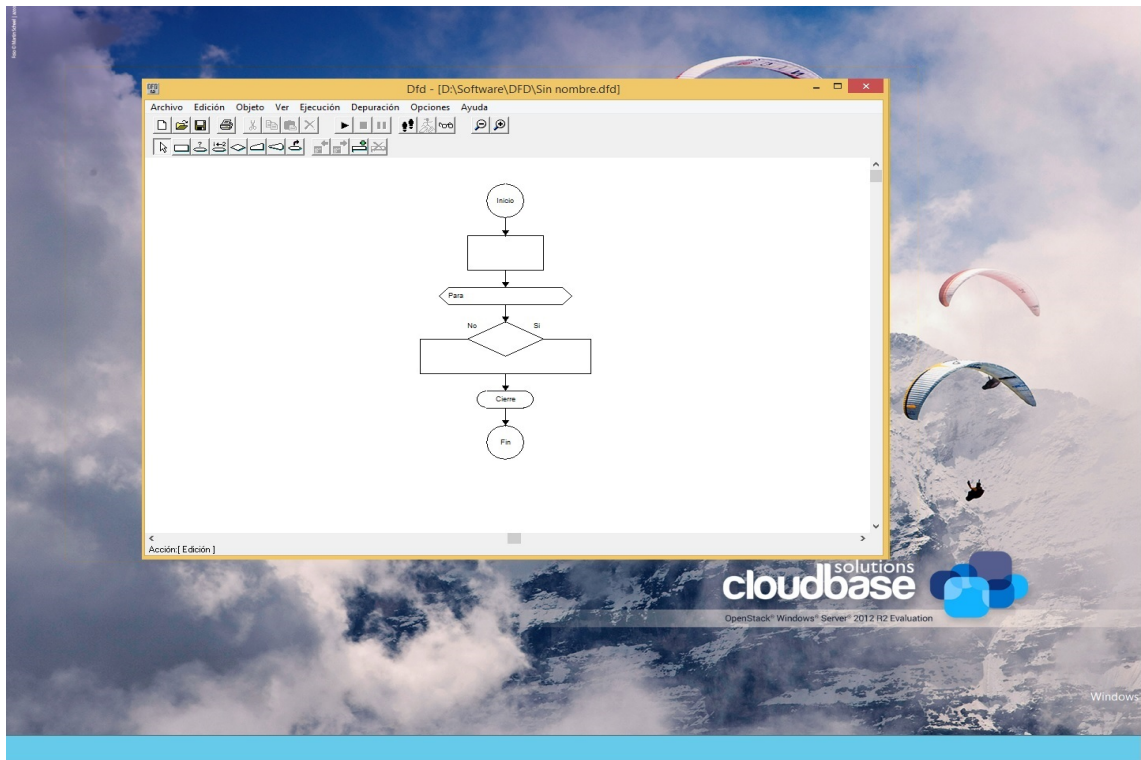 Dfd - [D:\Software\DFD\Sin nombre.dfd]
Archivo Edición Objeto Ver Ejecución Depuración Opciones Ayuda
Inicio
Para
No Si
Cierre
Fin
Acción:[ Edición ]
solutions
cloudbase
OpenStack® Windows® Server® 2012 R2 Evaluation
Windows